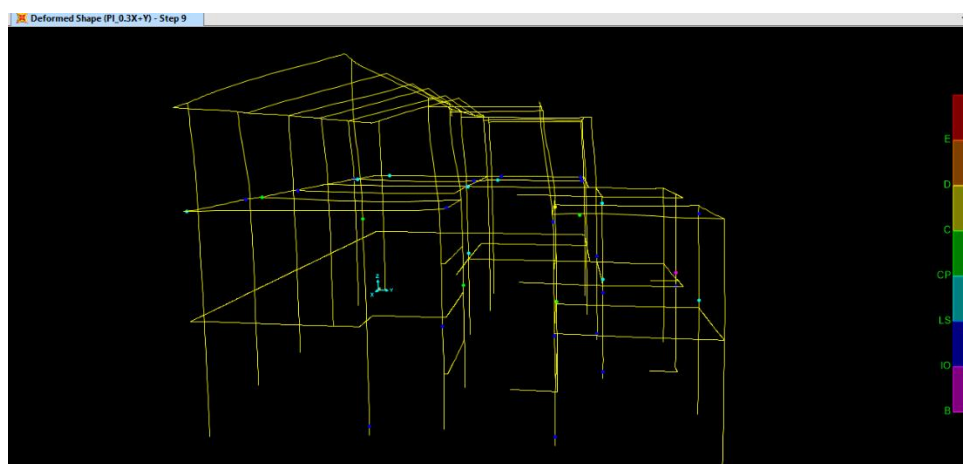 Deformed Shape (PI_0.3X+Y) - Step 9
E
D
C
CP
LS
IO
B
Z
X
Y